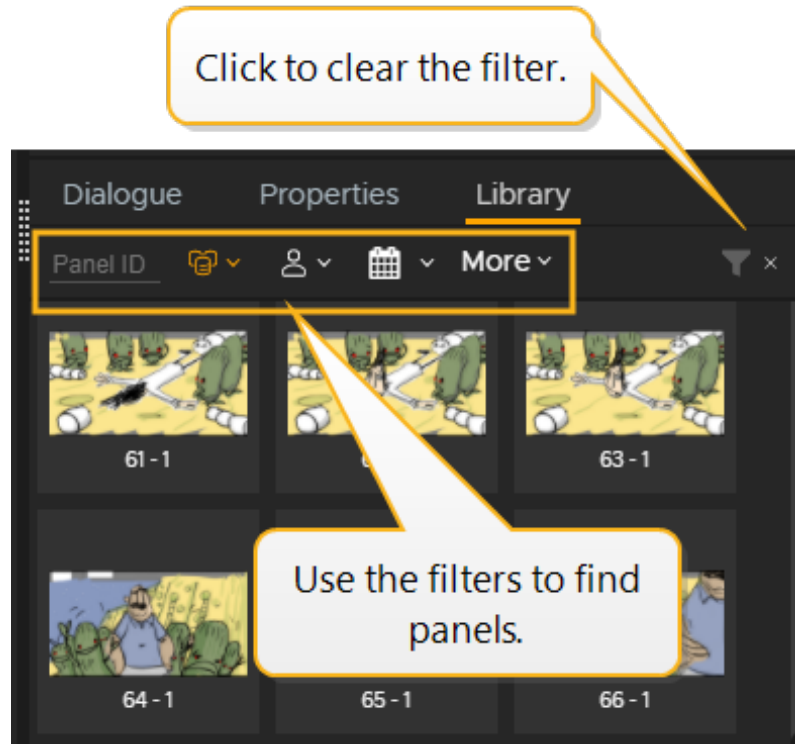 Click to clear the filter.
Dialogue Properties Library
Panel ID More
61 - 1 63 - 1
Use the filters to find
panels.
64 - 1 65 - 1 66 - 1